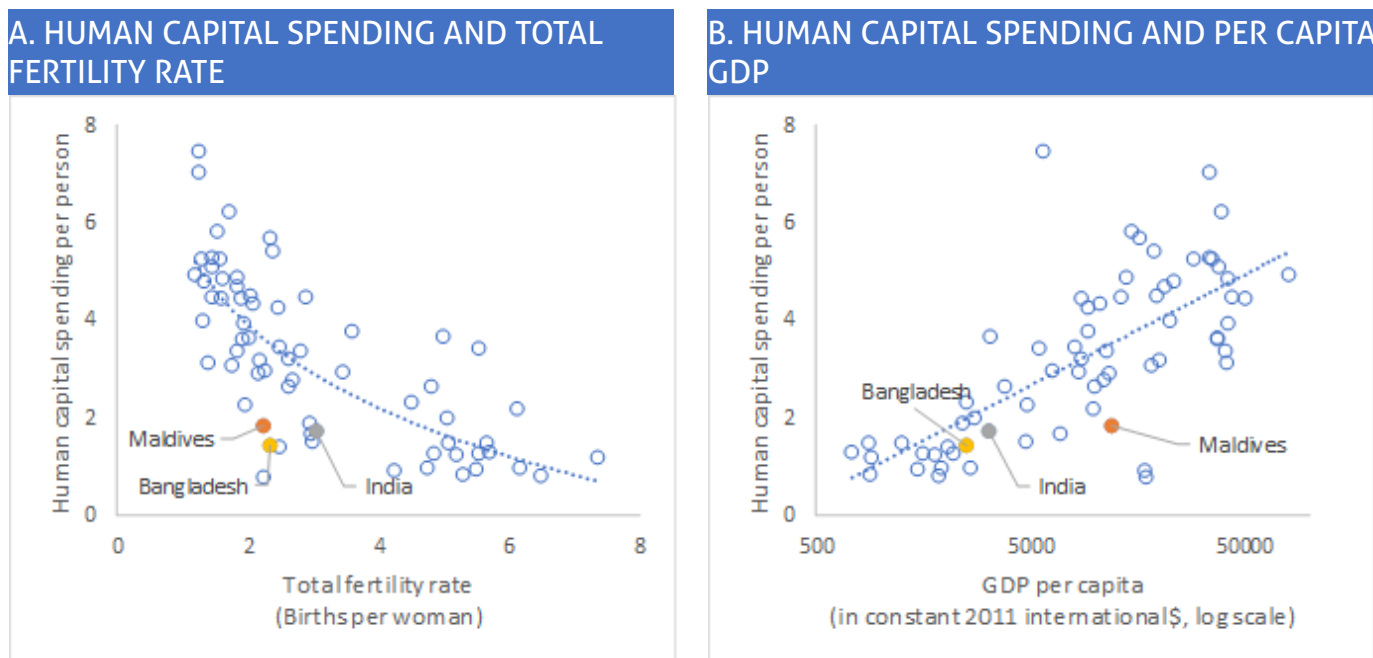 A. HUMAN CAPITAL SPENDING AND TOTAL
FERTILITY RATE
Human capital spending per person
8
6
4
2
0
Maldives
Bangladesh
India
0 2 4 6 8
Total fertility rate
(Births per woman)
B. HUMAN CAPITAL SPENDING AND PER CAPITA
GDP
Human capital spending per person
8
6
4
2
0
Bangladesh
Maldives
India
500 5000 50000
GDP per capita
(in constant 2011 international$, log scale)